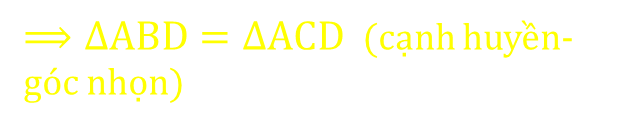 ⟹ ΔABD = ΔACD (cạnh huyền-
góc nhọn)